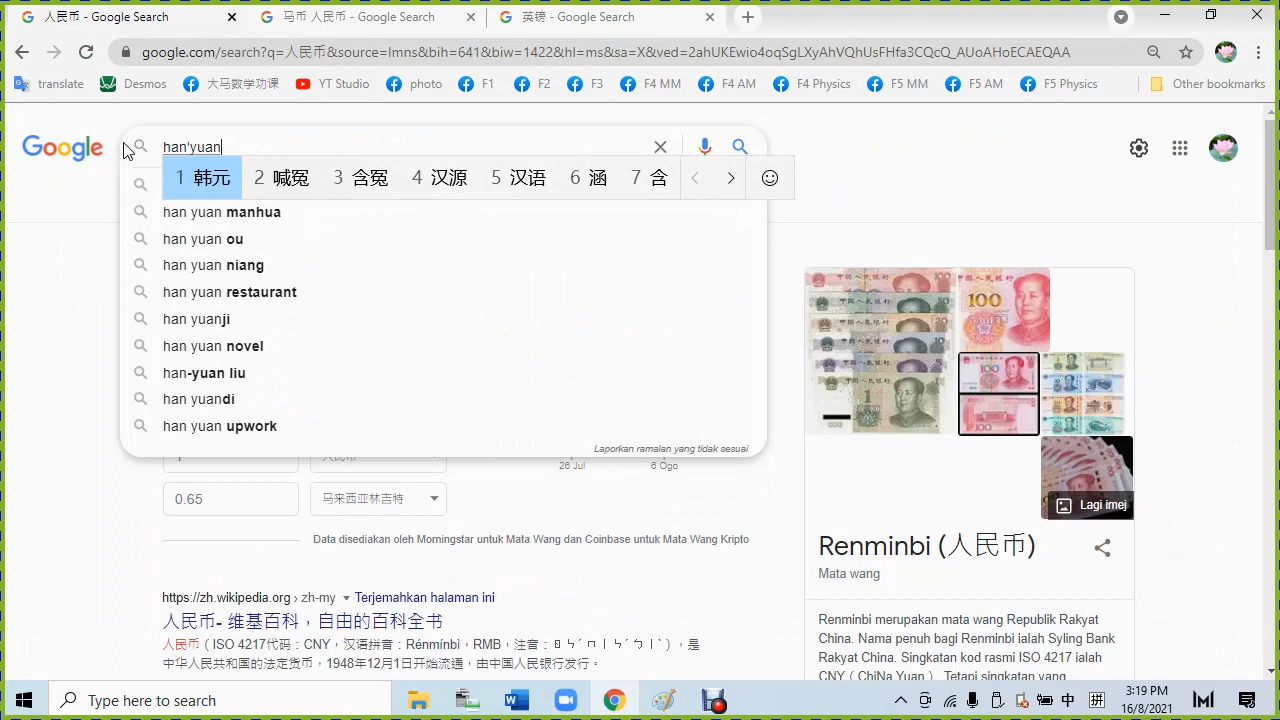 人民币 - Google Search
马币 人民币 - Google Search
英镑 - Google Search
google.com/search?q=人民币&source=lmns&bih=641&biw=1422&hl=ms&sa=X&ved=2ahUKEwio4oqSgLXyAhVQhUsFHfa3CQcQ_AUoAHoECAEQAA
translate
Desmos
大马数学功课
YT Studio
photo
F1
F2
F3
F4 MM
F4 AM
F4 Physics
F5 MM
F5 AM
F5 Physics
Other bookmarks
Google
han'yuan
1 韩元 2 喊冤 3 含冤 4 汉源 5 汉语 6 涵 7 含
han yuan manhua
han yuan ou
han yuan niang
han yuan restaurant
han yuanji
han yuan novel
han-yuan liu
han yuandi
han yuan upwork
Laporkan ramalan yang tidak sesuai
26 Jul
6 Ogo
0.65
马来西亚林吉特
Data disediakan oleh Morningstar untuk Mata Wang dan Coinbase untuk Mata Wang Kripto
https://zh.wikipedia.org › zh-my
Terjemahkan halaman ini
人民币- 维基百科，自由的百科全书
人民币（ISO 4217代码：CNY，汉语拼音：Rénmínbì，RMB，注音：ㄖㄣˊㄇㄧㄣˊㄅㄧˋ），是
中华人民共和国的法定货币，1948年12月1日开始流通，由中国人民银行发行。
100
Lagi imej
Renminbi (人民币)
Mata wang
Renminbi merupakan mata wang Republik Rakyat
China. Nama penuh bagi Renminbi ialah Syling Bank
Rakyat China. Singkatan kod rasmi ISO 4217 ialah
CNY（ChiNa Yuan）. Tetapi singkatan yang
Type here to search
中
拼
3:19 PM
16/8/2021